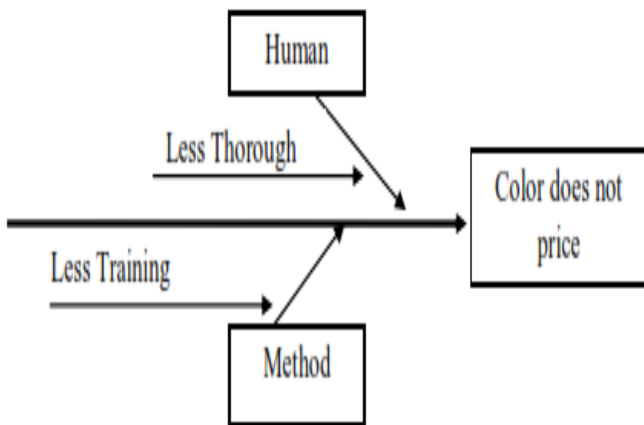 Human
Less Thorough
Color does not
price
Less Training
Method